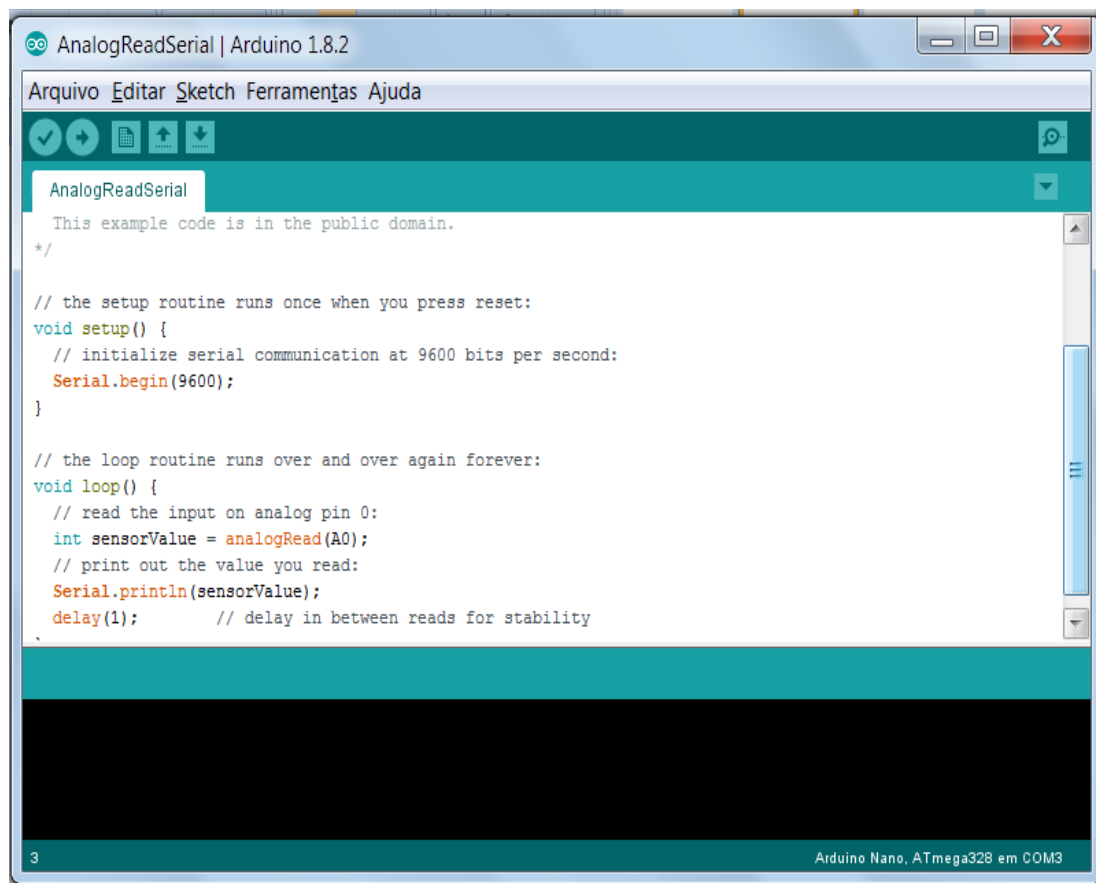 AnalogReadSerial | Arduino 1.8.2
Arquivo Editar Sketch Ferramentas Ajuda
AnalogReadSerial
  This example code is in the public domain.
*/

// the setup routine runs once when you press reset:
void setup() {
  // initialize serial communication at 9600 bits per second:
  Serial.begin(9600);
}

// the loop routine runs over and over again forever:
void loop() {
  // read the input on analog pin 0:
  int sensorValue = analogRead(A0);
  // print out the value you read:
  Serial.println(sensorValue);
  delay(1);        // delay in between reads for stability
3
Arduino Nano, ATmega328 em COM3